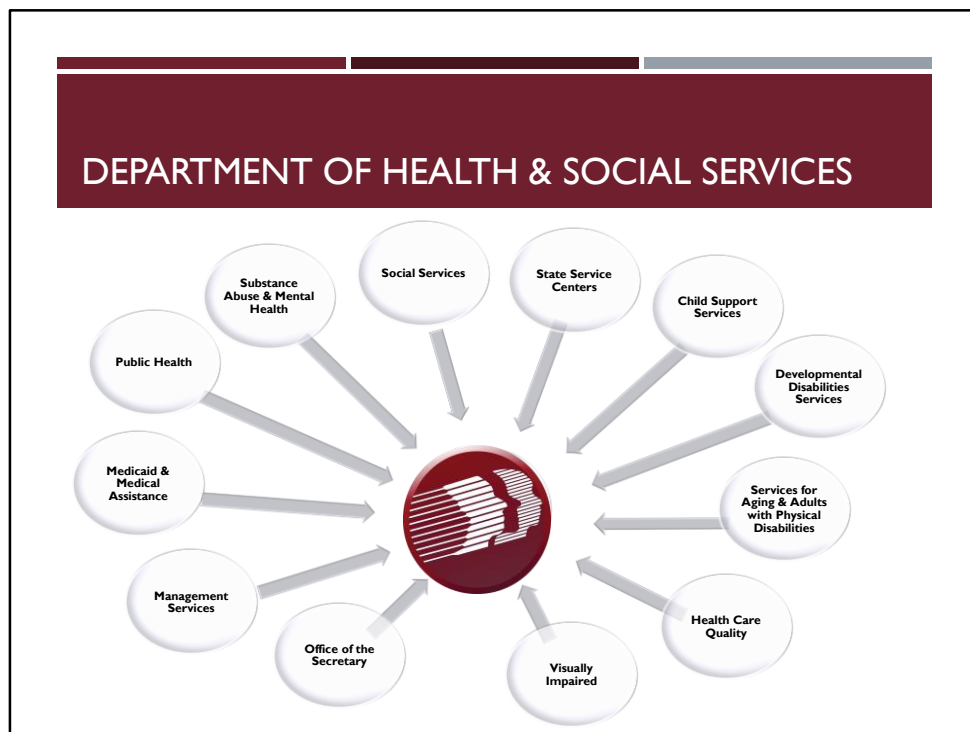 DEPARTMENT OF HEALTH & SOCIAL SERVICES
Social Services
State Service
Centers
Substance
Abuse & Mental
Health
Child Support
Services
Public Health
Developmental
Disabilities
Services
Medicaid &
Medical
Assistance
Services for
Aging & Adults
with Physical
Disabilities
Management
Services
Health Care
Quality
Office of the
Secretary
Visually
Impaired